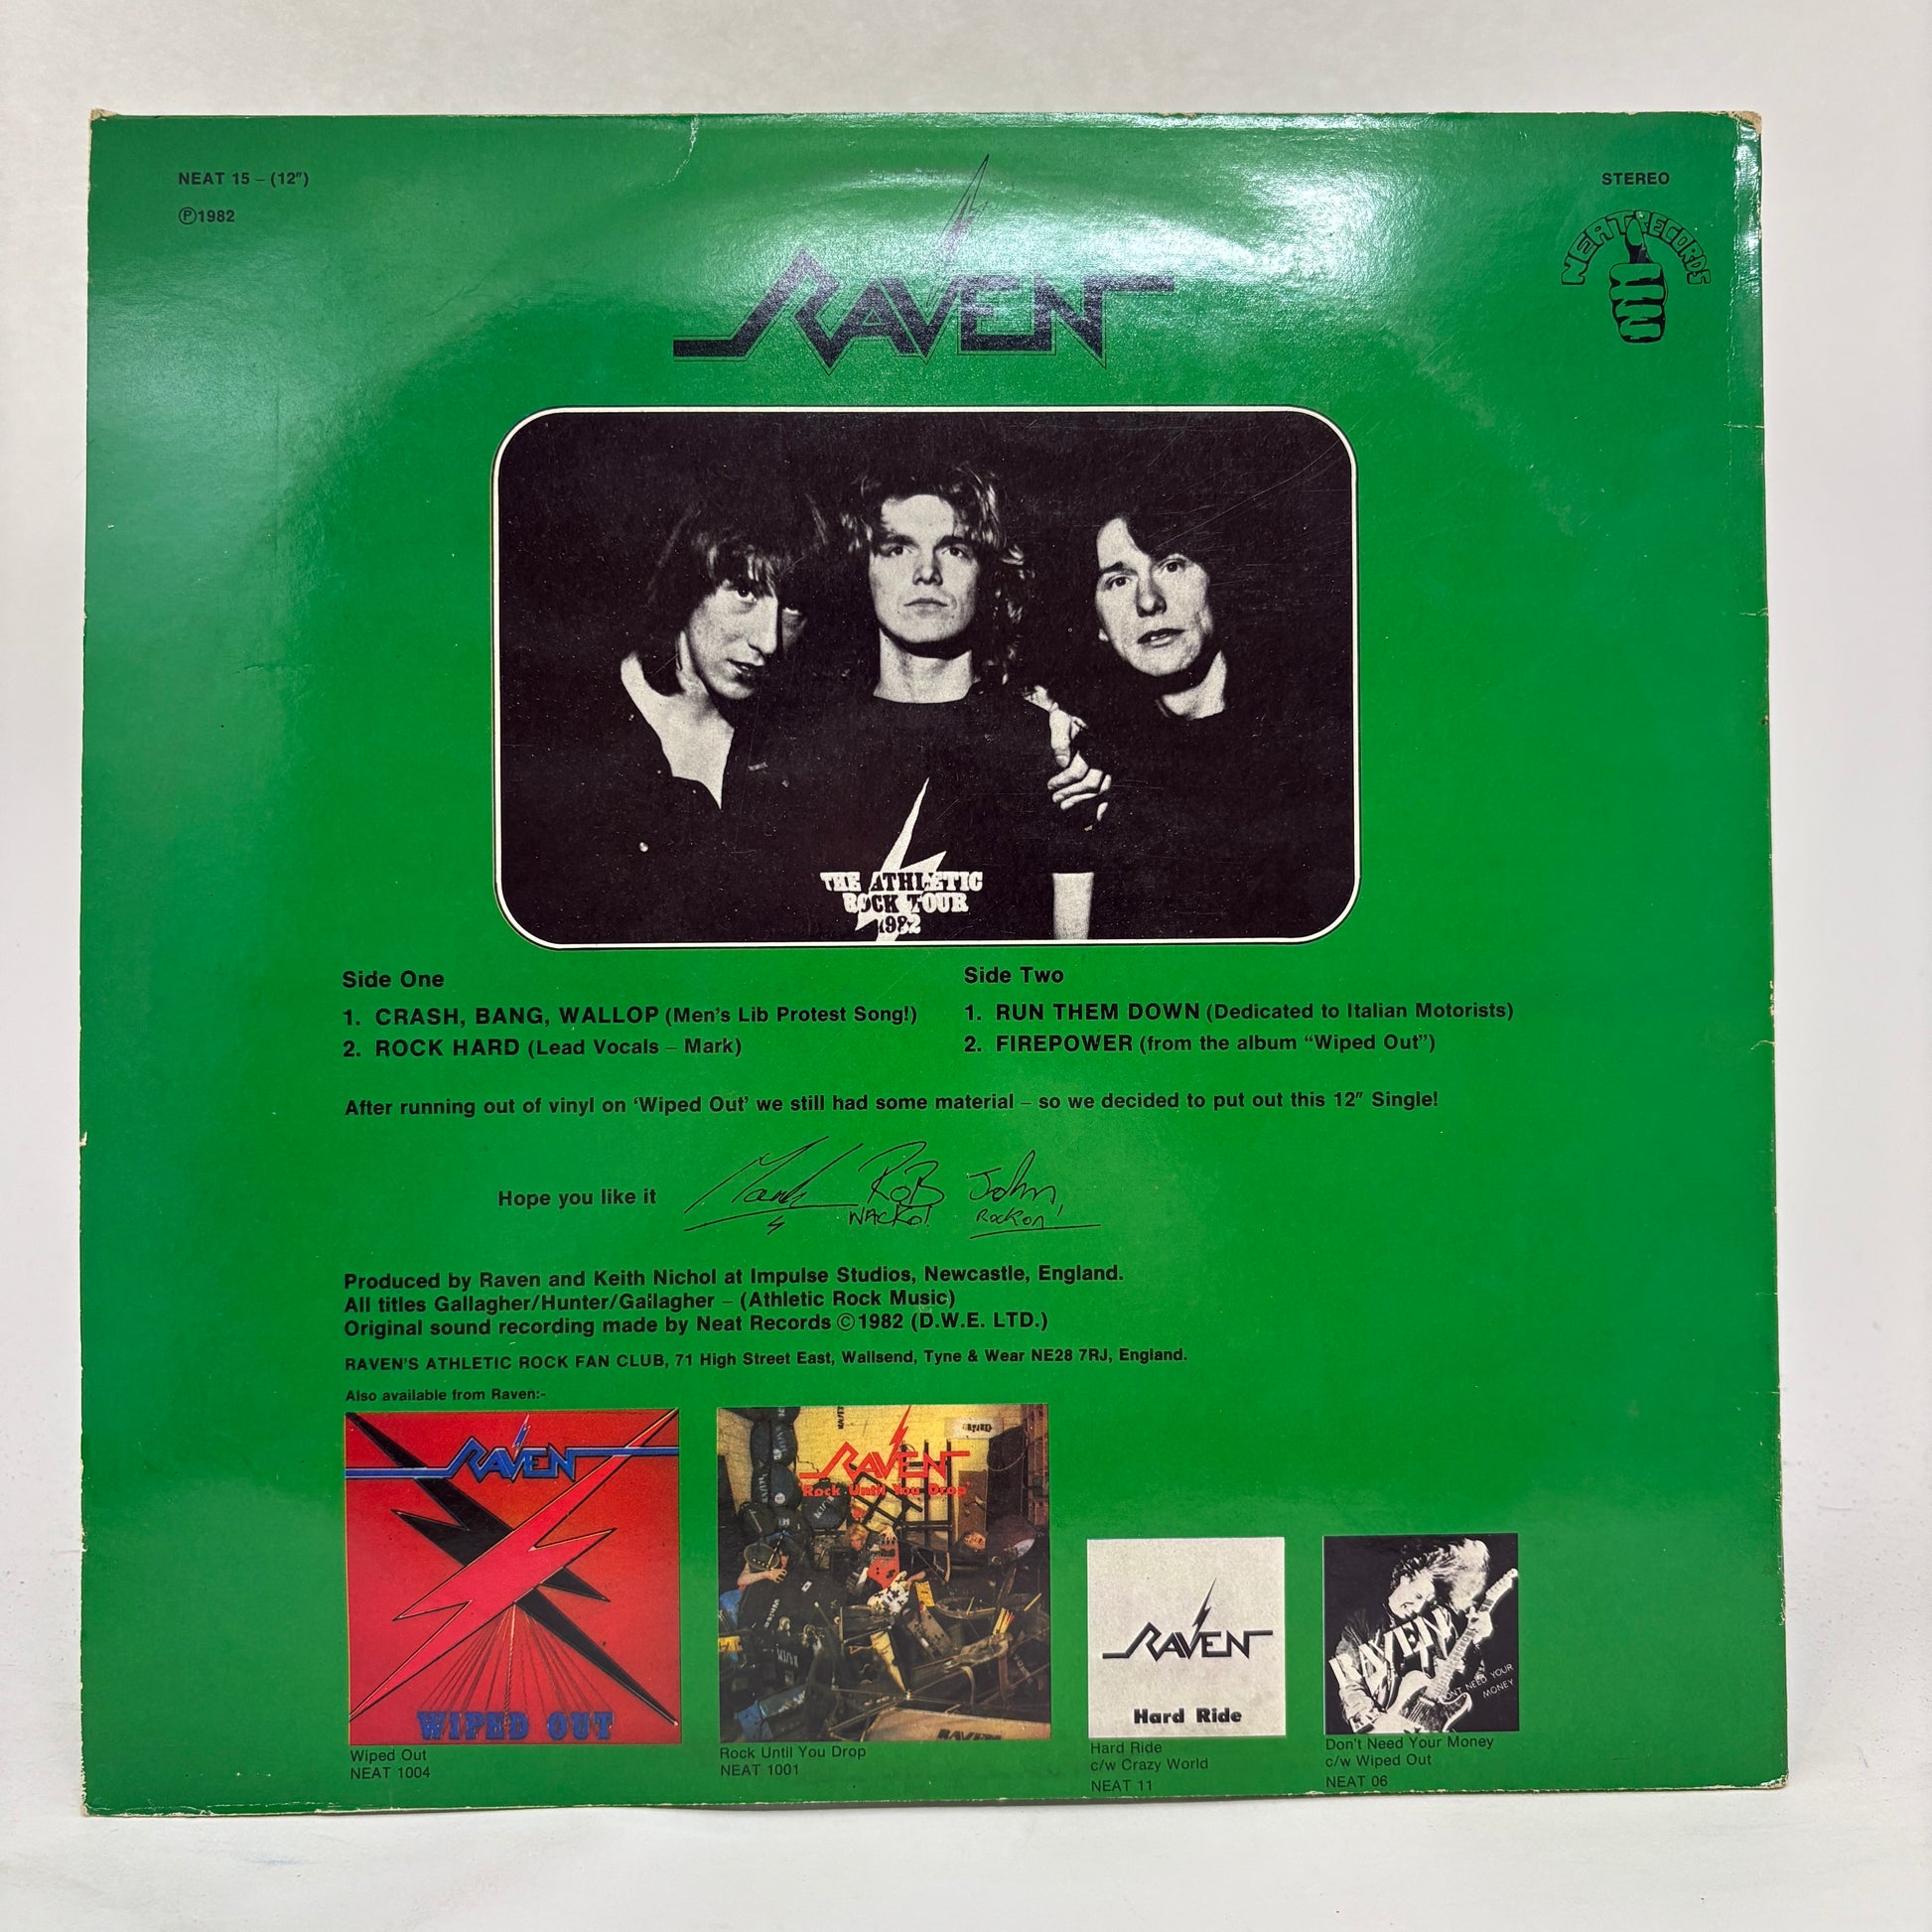 NEAT 15 – (12")
Ⓟ1982
STEREO
NEAT RECORDS
RAVEN
THE ATHLETIC
ROCK TOUR
1982
Side One
1. CRASH, BANG, WALLOP (Men's Lib Protest Song!)
2. ROCK HARD (Lead Vocals – Mark)
Side Two
1. RUN THEM DOWN (Dedicated to Italian Motorists)
2. FIREPOWER (from the album “Wiped Out”)
After running out of vinyl on ‘Wiped Out’ we still had some material – so we decided to put out this 12" Single!
Hope you like it
Mark RoB John,
WACKO! Rock on!
Produced by Raven and Keith Nichol at Impulse Studios, Newcastle, England.
All titles Gallagher/Hunter/Gallagher – (Athletic Rock Music)
Original sound recording made by Neat Records ©1982 (D.W.E. LTD.)
RAVEN'S ATHLETIC ROCK FAN CLUB, 71 High Street East, Wallsend, Tyne & Wear NE28 7RJ, England.
Also available from Raven:-
RAVEN
WIPED OUT
Wiped Out
NEAT 1004
RAVEN
'Rock Until You Drop'
RAVEN
Rock Until You Drop
NEAT 1001
RAVEN
Hard Ride
Hard Ride
c/w Crazy World
NEAT 11
RAVEN
DON'T NEED YOUR
MONEY
Don't Need Your Money
c/w Wiped Out
NEAT 06